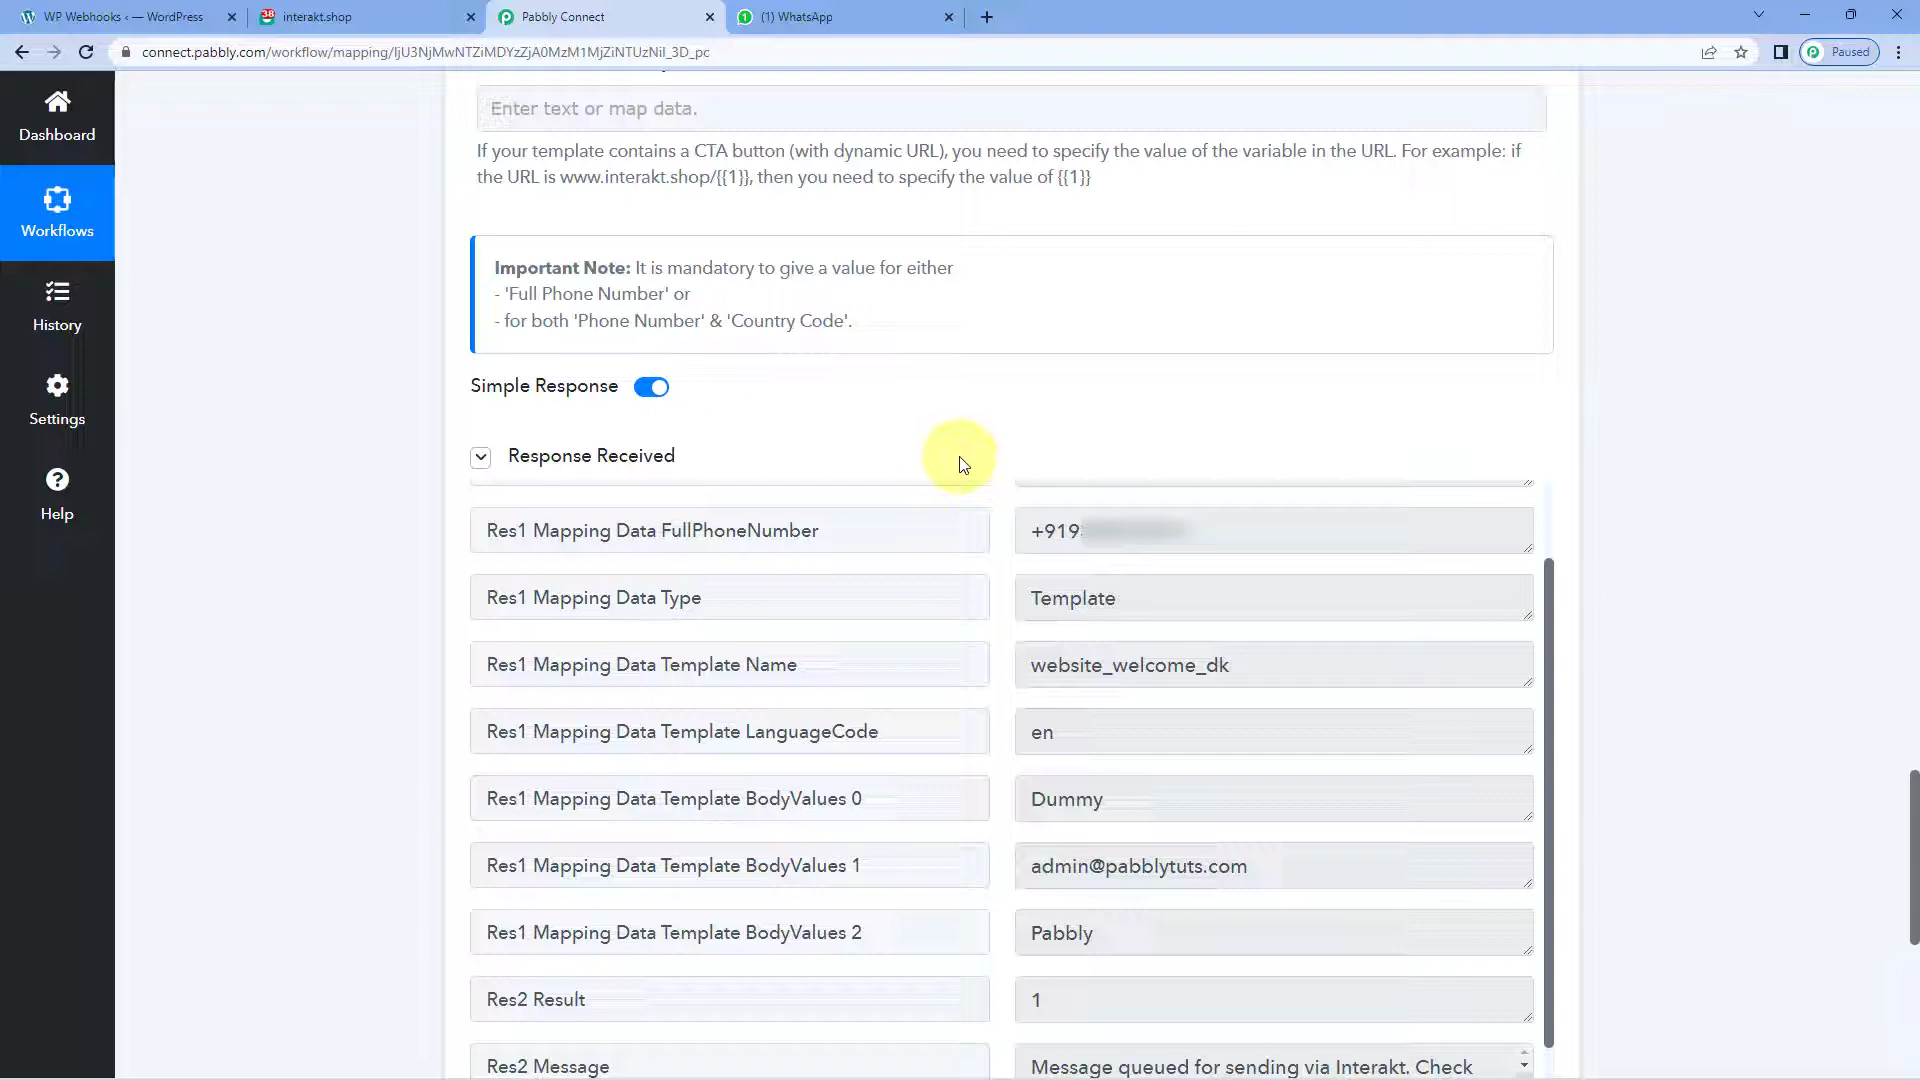 WP Webhooks ‹ — WordPress
38
interakt.shop
Pabbly Connect
(1) WhatsApp
connect.pabbly.com/workflow/mapping/
Paused
Dashboard
Workflows
History
Settings
Help
Enter text or map data.
If your template contains a CTA button (with dynamic URL), you need to specify the value of the variable in the URL. For example: if
the URL is www.interakt.shop/{{1}}, then you need to specify the value of {{1}}
Important Note: It is mandatory to give a value for either
- 'Full Phone Number' or
- for both 'Phone Number' & 'Country Code'.
Simple Response
Response Received
Res1 Mapping Data FullPhoneNumber
+919
Res1 Mapping Data Type
Template
Res1 Mapping Data Template Name
website_welcome_dk
Res1 Mapping Data Template LanguageCode
en
Res1 Mapping Data Template BodyValues 0
Dummy
Res1 Mapping Data Template BodyValues 1
admin@pabblytuts.com
Res1 Mapping Data Template BodyValues 2
Pabbly
Res2 Result
1
Res2 Message
Message queued for sending via Interakt. Check